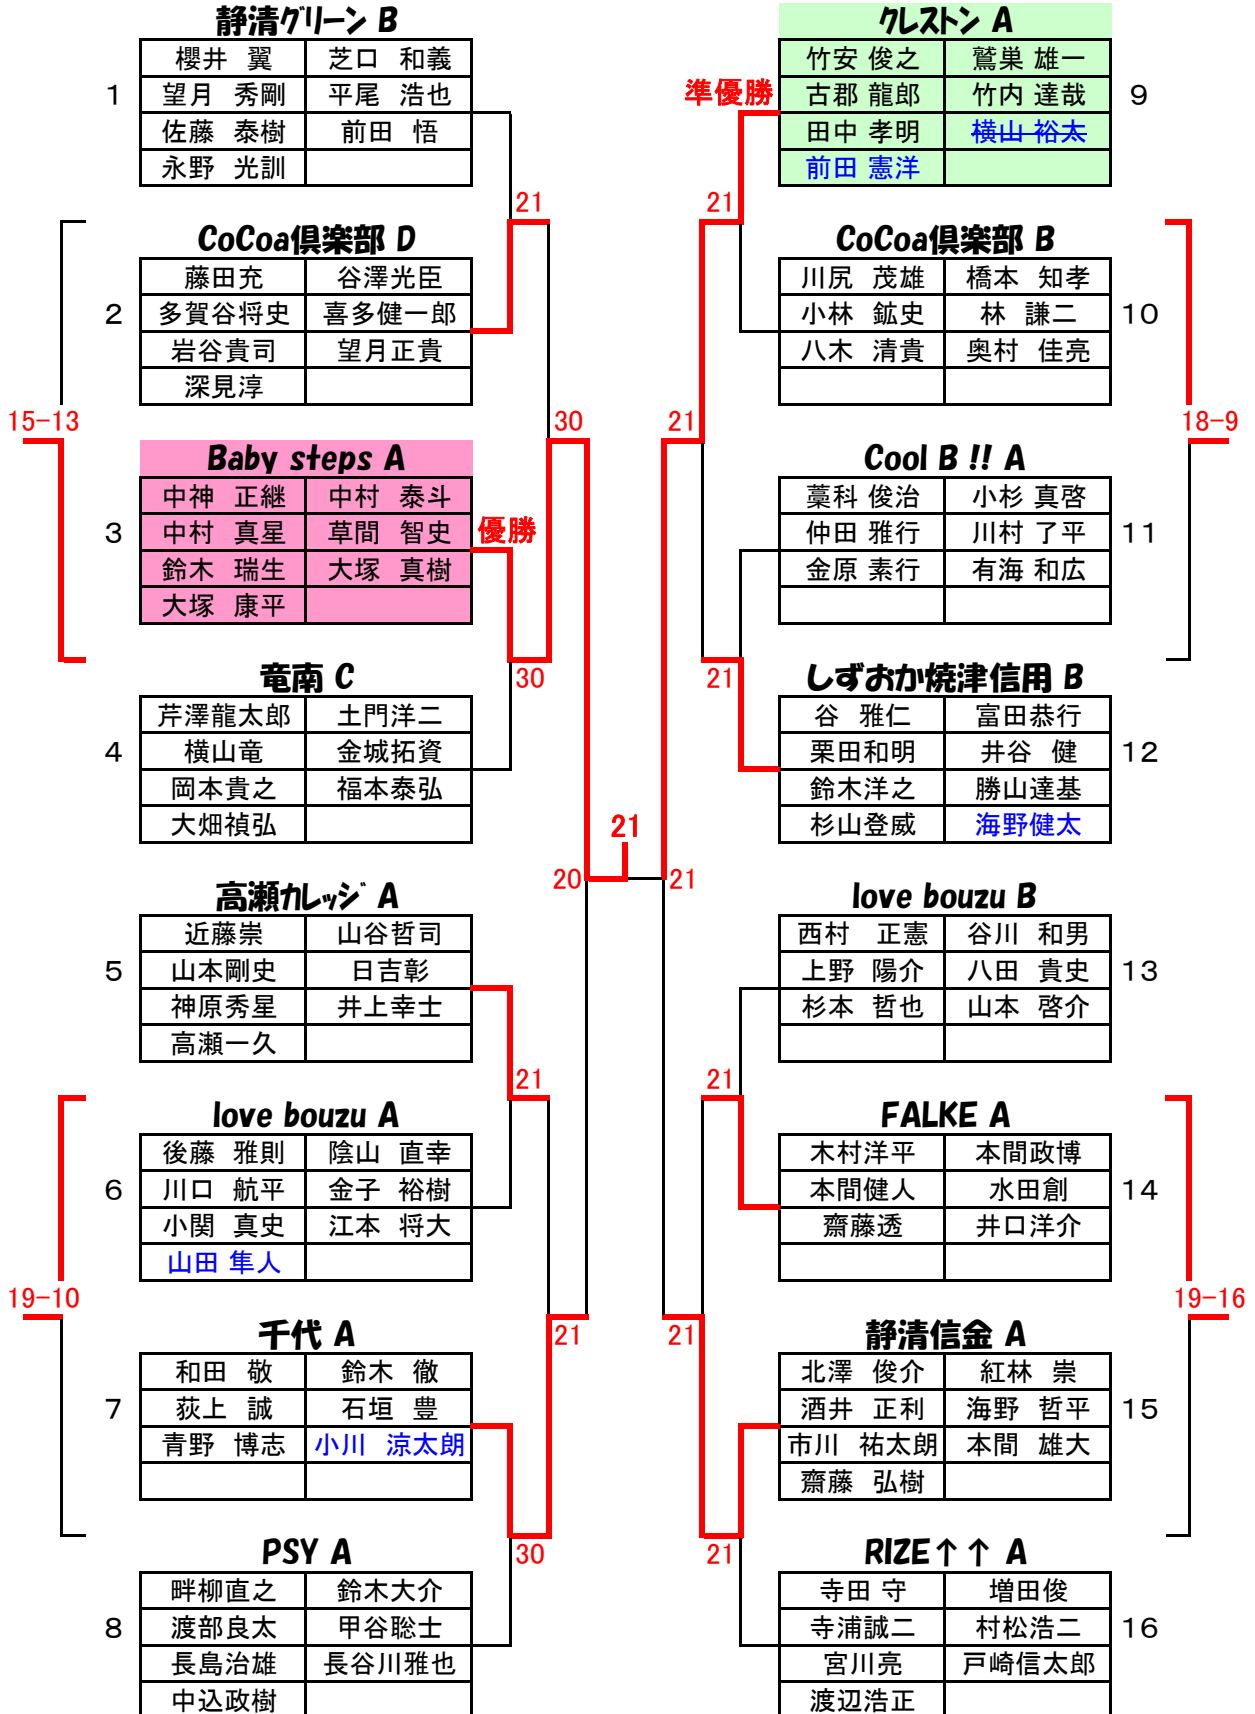 静清グリーン B
櫻井 翼 芝口 和義
1 望月 秀剛 平尾 浩也
佐藤 泰樹 前田 悟
永野 光訓
21
CoCoa倶楽部 D
藤田充 谷澤光臣
2 多賀谷将史 喜多健一郎
岩谷貴司 望月正貴
深見淳
15-13
30
Baby steps A
中神 正継 中村 泰斗
3 中村 真星 草間 智史 優勝
鈴木 瑞生 大塚 真樹
大塚 康平
30
竜南 C
芹澤龍太郎 土門洋二
4 横山竜 金城拓資
岡本貴之 福本泰弘
大畑禎弘
21
20
21
高瀬カレッジ A
近藤崇 山谷哲司
5 山本剛史 日吉彰
神原秀星 井上幸士
高瀬一久
21
love bouzu A
後藤 雅則 陰山 直幸
6 川口 航平 金子 裕樹
小関 真史 江本 将大
山田 隼人
19-10
21
千代 A
和田 敬 鈴木 徹
7 荻上 誠 石垣 豊
青野 博志 小川 涼太朗
30
PSY A
畔柳直之 鈴木大介
8 渡部良太 甲谷聡士
長島治雄 長谷川雅也
中込政樹
クレストン A
竹安 俊之 鷲巣 雄一
準優勝 古郡 龍郎 竹内 達哉 9
田中 孝明 横山 裕太
前田 憲洋
21
CoCoa倶楽部 B
川尻 茂雄 橋本 知孝
小林 鉱史 林 謙二 10
八木 清貴 奥村 佳亮
21
18-9
Cool B !! A
藁科 俊治 小杉 真啓
仲田 雅行 川村 了平 11
金原 素行 有海 和広
21
しずおか焼津信用 B
谷 雅仁 富田恭行
栗田和明 井谷 健 12
鈴木洋之 勝山達基
杉山登威 海野健太
love bouzu B
西村 正憲 谷川 和男
上野 陽介 八田 貴史 13
杉本 哲也 山本 啓介
21
FALKE A
木村洋平 本間政博
本間健人 水田創 14
齋藤透 井口洋介
19-16
21
静清信金 A
北澤 俊介 紅林 崇
酒井 正利 海野 哲平 15
市川 祐太朗 本間 雄大
齋藤 弘樹
21
RIZE↑↑ A
寺田 守 増田俊
寺浦誠二 村松浩二 16
宮川亮 戸崎信太郎
渡辺浩正